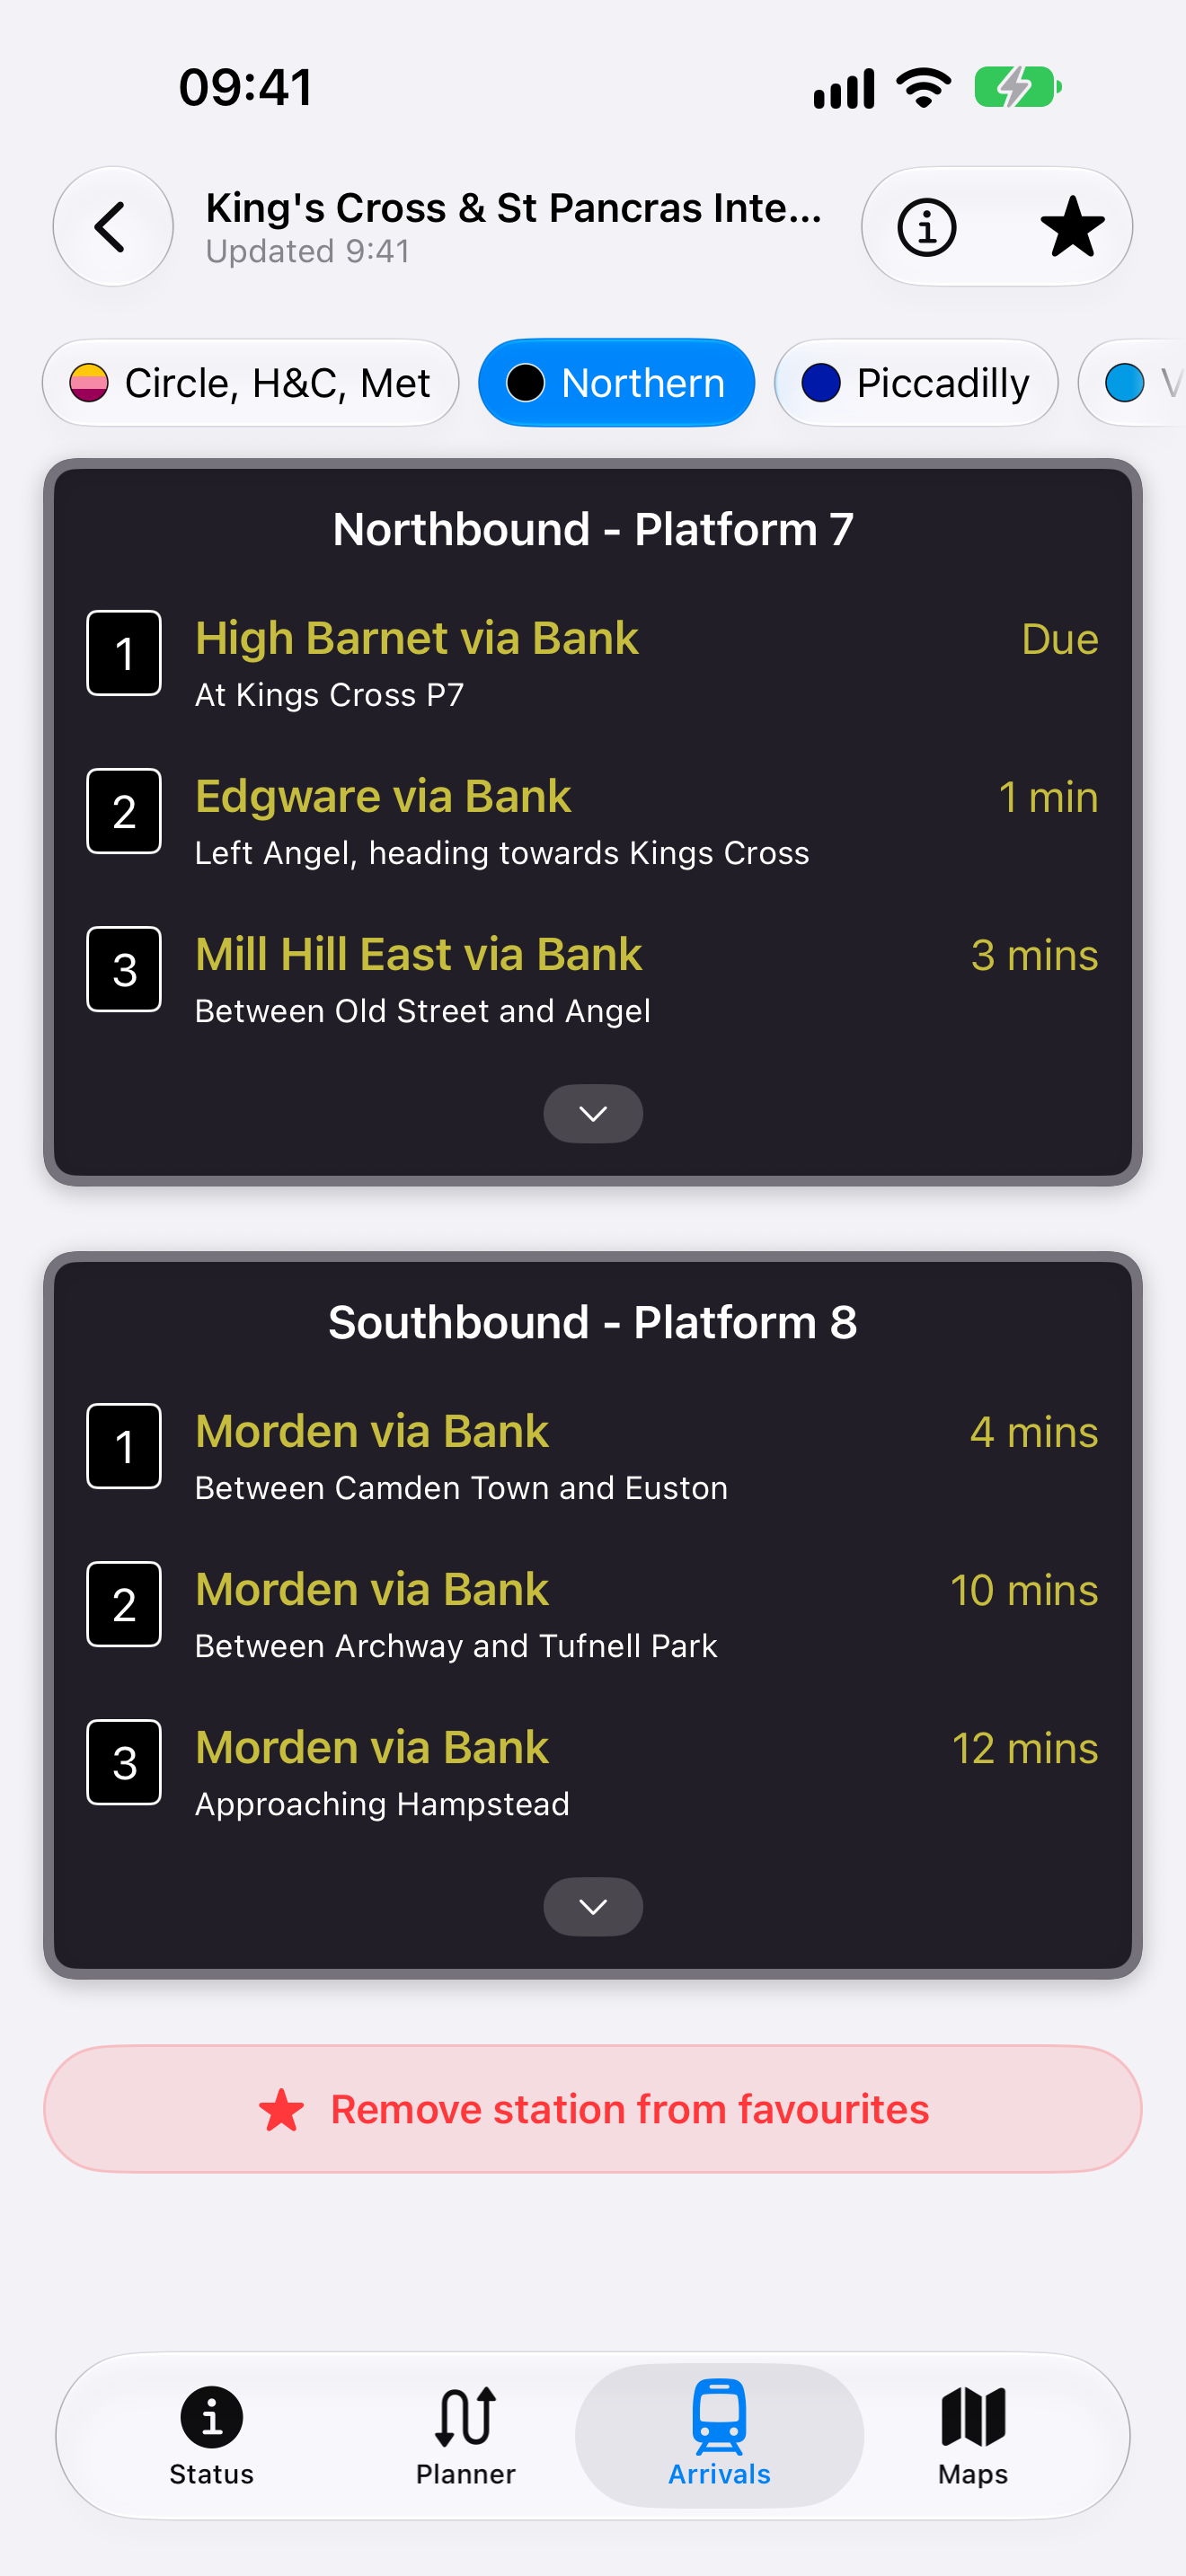 09:41
King's Cross & St Pancras Inte...
Updated 9:41
Circle, H&C, Met
Northern
Piccadilly
V
Northbound - Platform 7
1 High Barnet via Bank Due
At Kings Cross P7
2 Edgware via Bank 1 min
Left Angel, heading towards Kings Cross
3 Mill Hill East via Bank 3 mins
Between Old Street and Angel
Southbound - Platform 8
1 Morden via Bank 4 mins
Between Camden Town and Euston
2 Morden via Bank 10 mins
Between Archway and Tufnell Park
3 Morden via Bank 12 mins
Approaching Hampstead
Remove station from favourites
Status
Planner
Arrivals
Maps